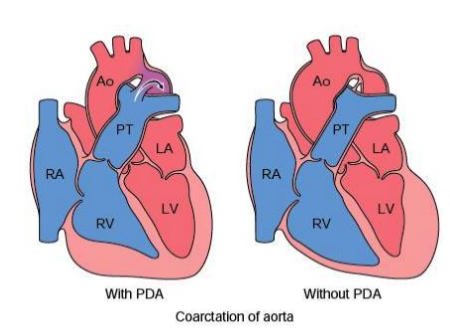 Ao
PT
LA
RA
LV
RV
With PDA
Ao
PT
LA
RA
LV
RV
Without PDA
Coarctation of aorta